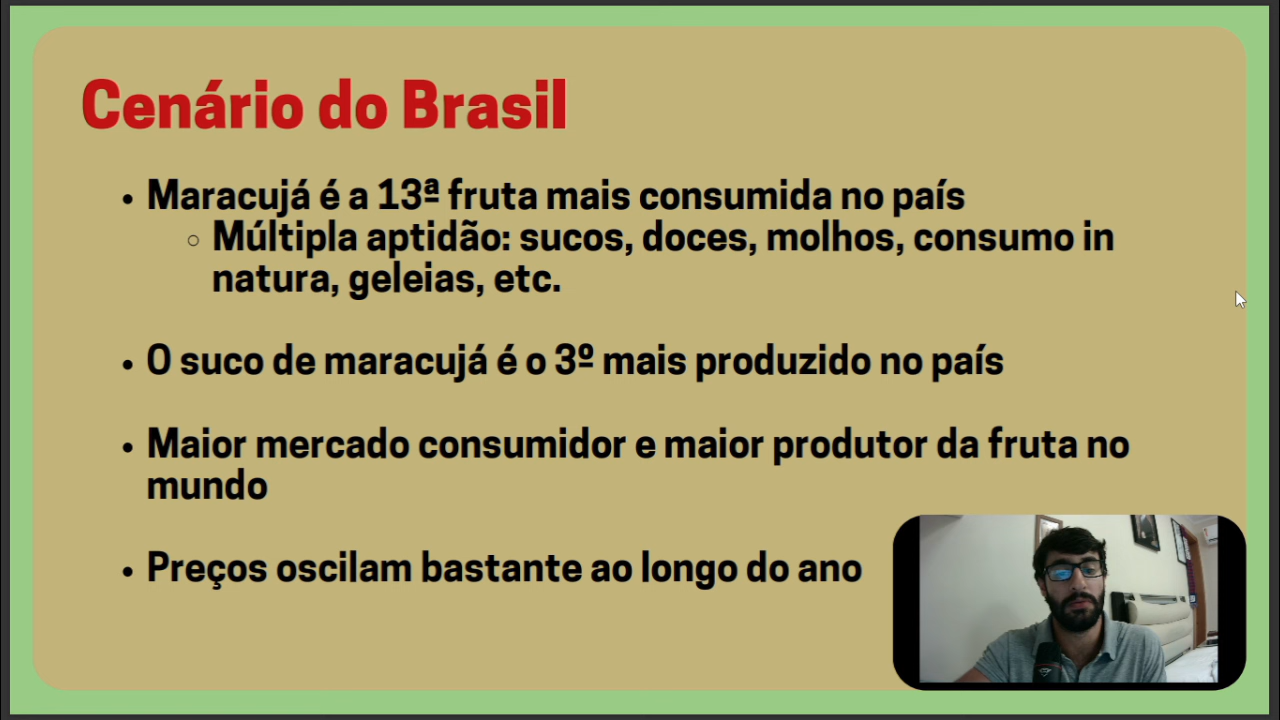 Cenário do Brasil
Maracujá é a 13ª fruta mais consumida no país
Múltipla aptidão: sucos, doces, molhos, consumo in
natura, geleias, etc.
O suco de maracujá é o 3º mais produzido no país
Maior mercado consumidor e maior produtor da fruta no
mundo
Preços oscilam bastante ao longo do ano